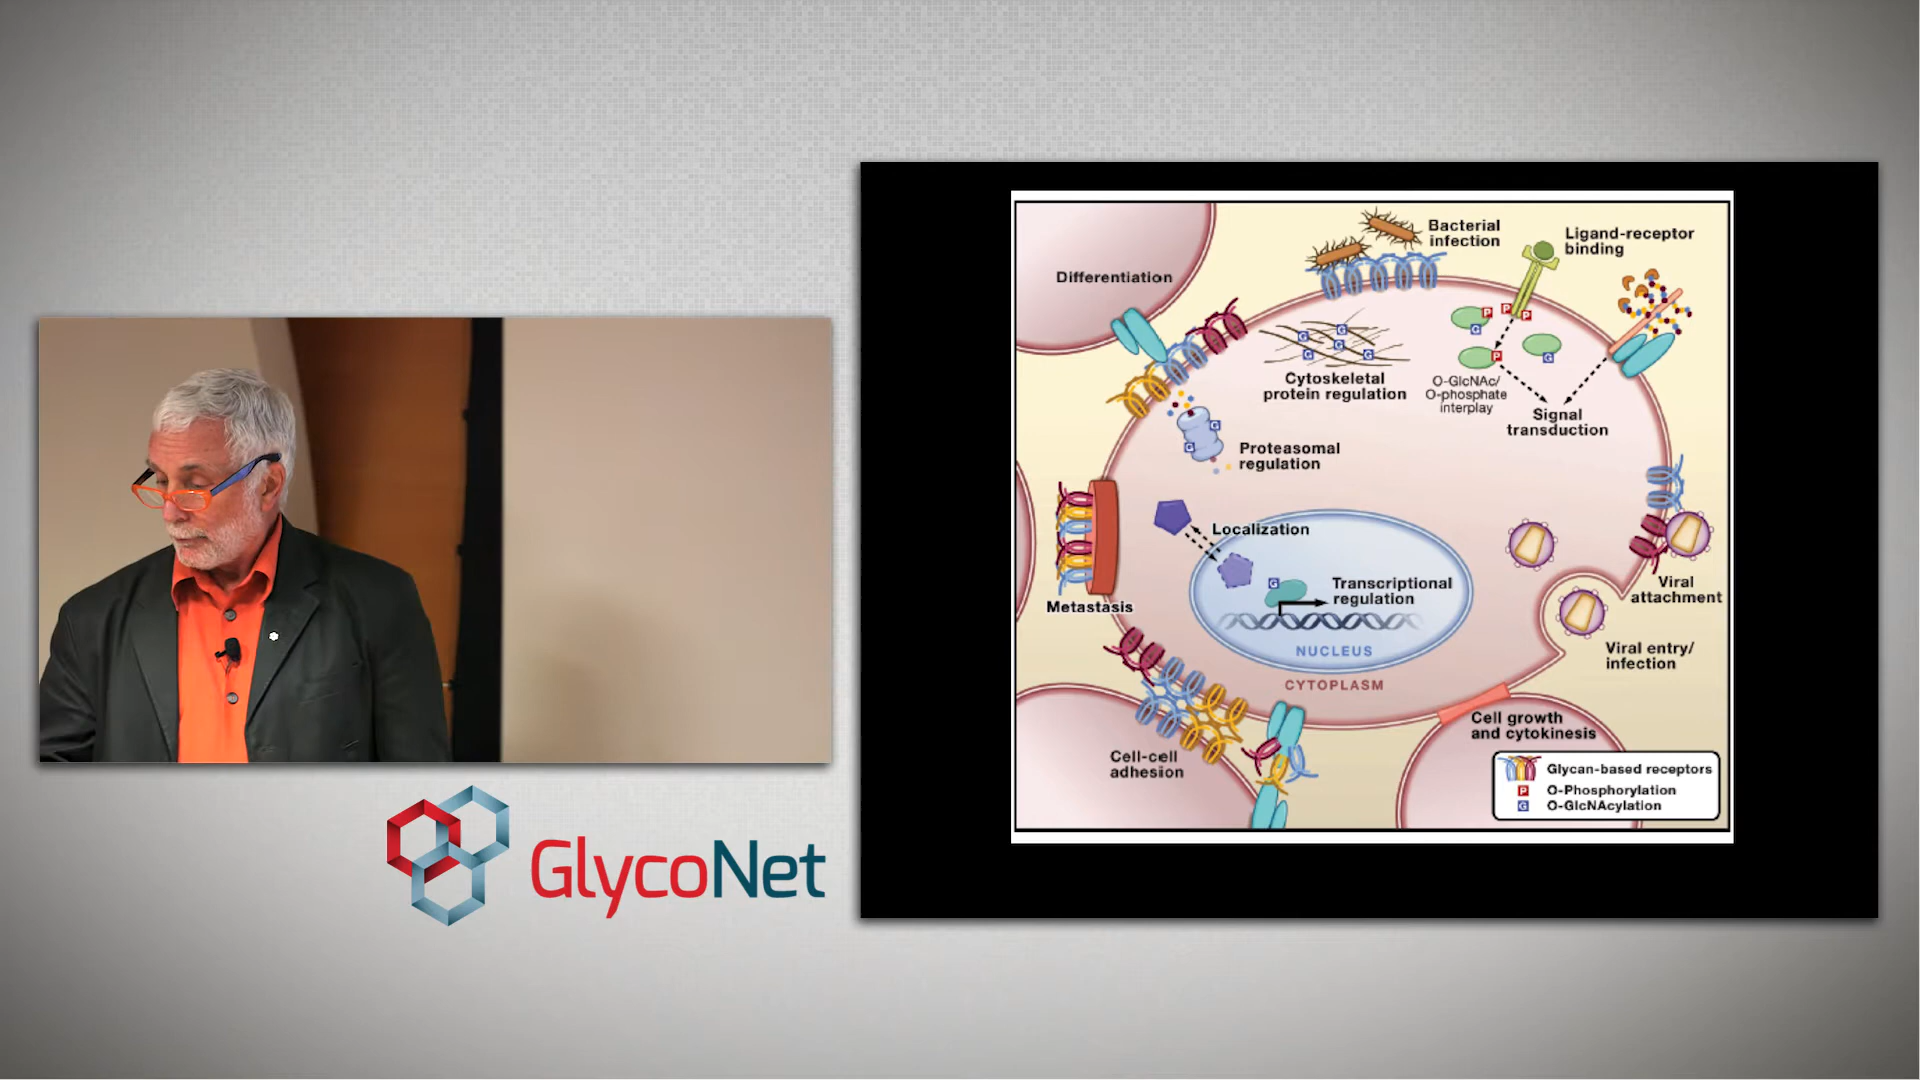 GlycoNet
Differentiation
Bacterial
infection
Ligand-receptor
binding
P
P
P
G
P
G
G
G
G
G
G
Cytoskeletal
protein regulation
O-GlcNAc/
O-phosphate
interplay
Signal
transduction
G
G
Proteasomal
regulation
Localization
G
Transcriptional
regulation
NUCLEUS
CYTOPLASM
Metastasis
Viral
attachment
Viral entry/
infection
Cell growth
and cytokinesis
Cell-cell
adhesion
Glycan-based receptors
P O-Phosphorylation
G O-GlcNAcylation